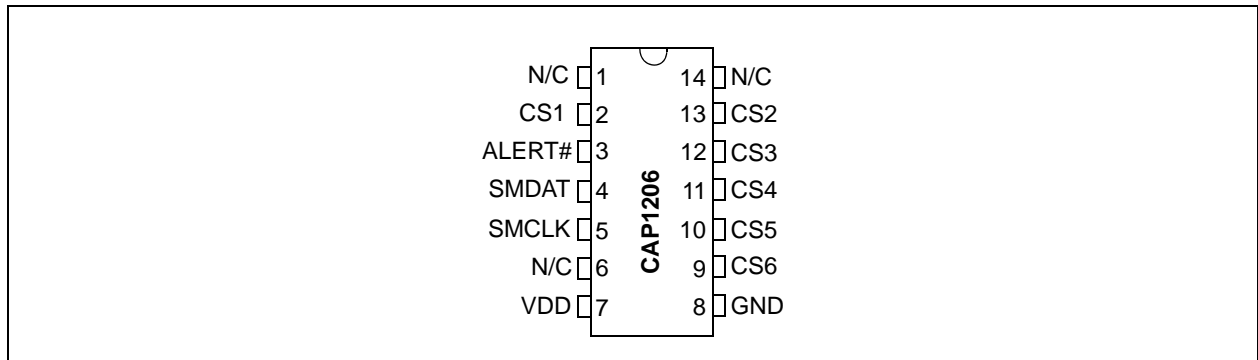 N/C 1 14 N/C
CS1 2 13 CS2
ALERT# 3 12 CS3
SMDAT 4 11 CS4
SMCLK 5 10 CS5
N/C 6 9 CS6
VDD 7 8 GND
CAP1206